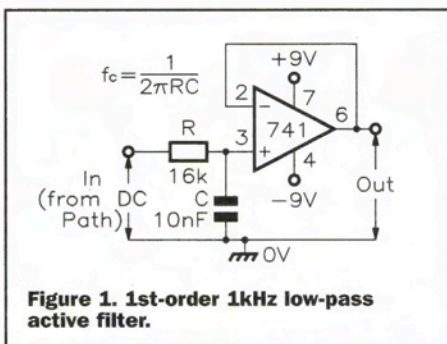 fc = 1/2πRC
+9V
2
−
7
6
741
R
3
+
4
In
(from DC
Path)
16k
C
10nF
−9V
Out
0V
Figure 1. 1st-order 1kHz low-pass
active filter.